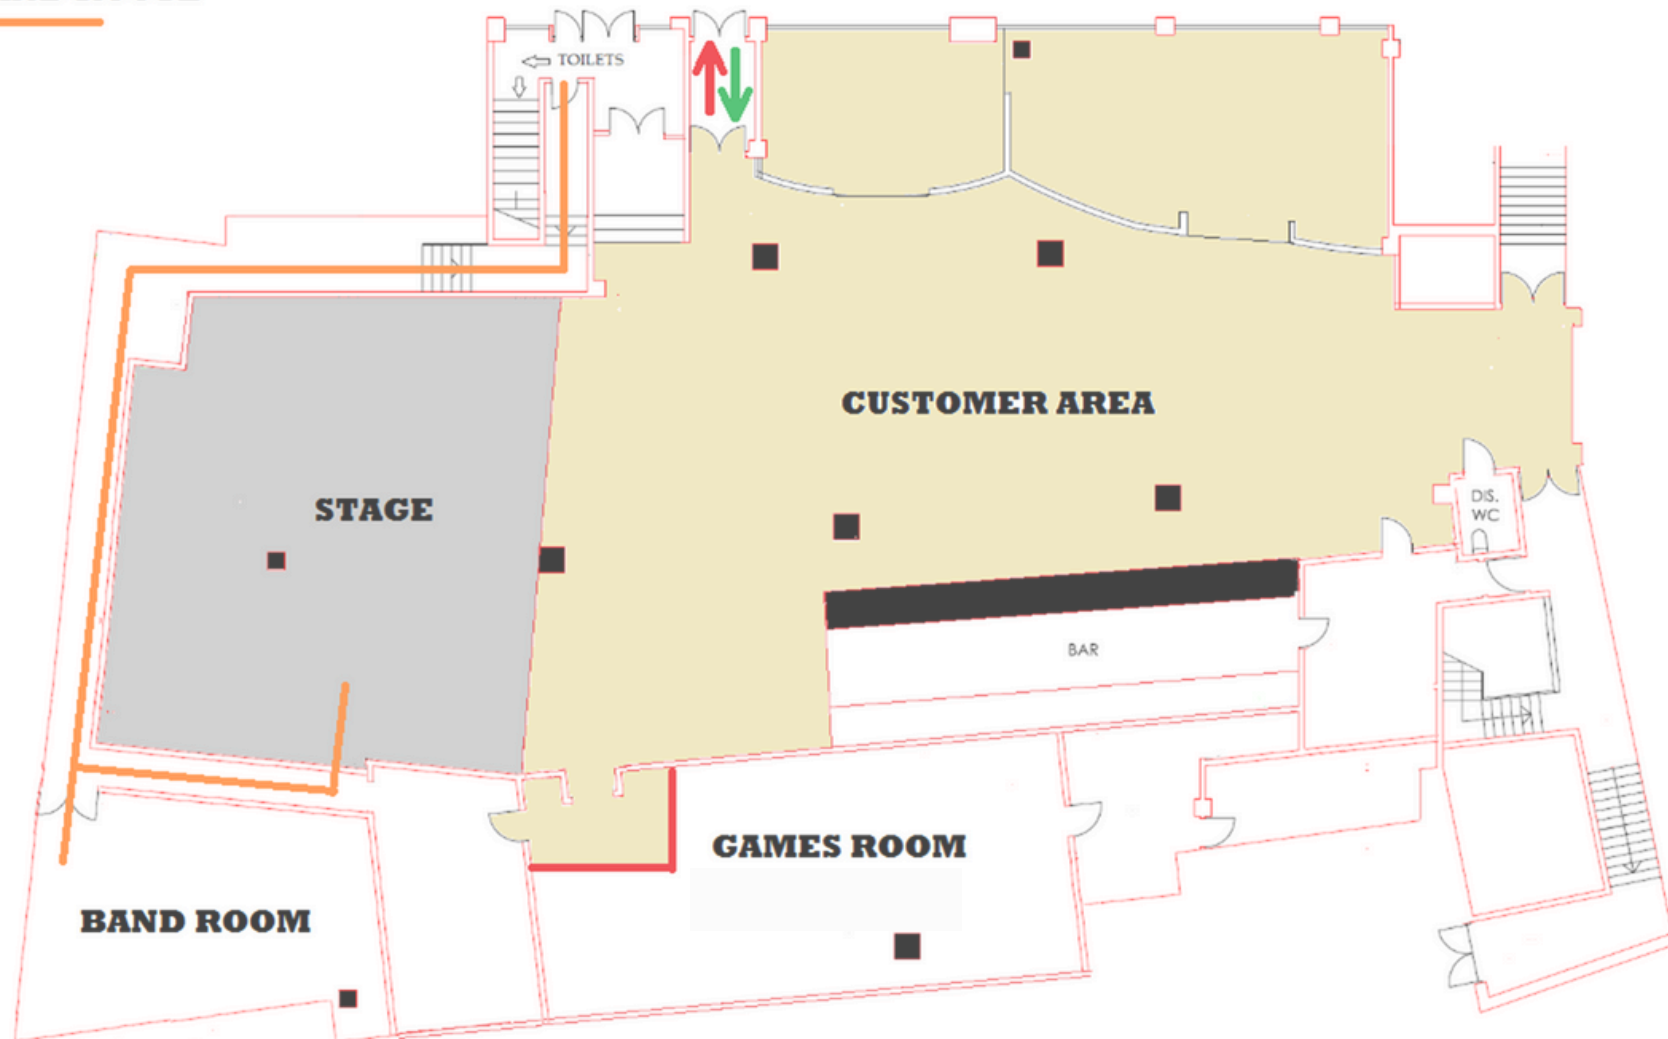 TOILETS
CUSTOMER AREA
STAGE
DIS.
WC
BAR
GAMES ROOM
BAND ROOM